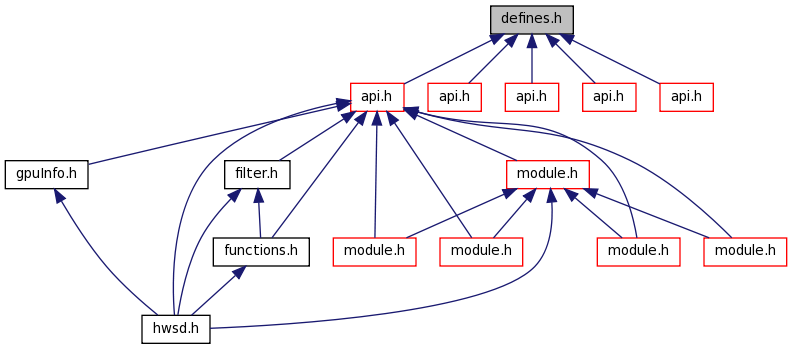 defines.h
api.h
api.h
api.h
api.h
api.h
gpuInfo.h
filter.h
module.h
functions.h
module.h
module.h
module.h
module.h
hwsd.h